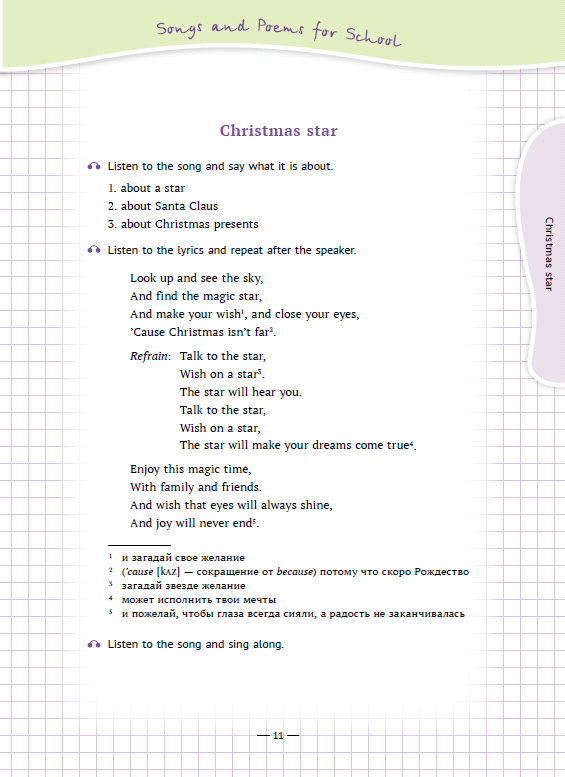 Songs and Poems for School
Christmas star
Listen to the song and say what it is about.
1. about a star
2. about Santa Claus
3. about Christmas presents
Listen to the lyrics and repeat after the speaker.
Look up and see the sky,
And find the magic star,
And make your wish¹, and close your eyes,
’Cause Christmas isn’t far².
Refrain: Talk to the star,
Wish on a star³.
The star will hear you.
Talk to the star,
Wish on a star,
The star will make your dreams come true⁴.
Enjoy this magic time,
With family and friends.
And wish that eyes will always shine,
And joy will never end⁵.
¹ и загадай свое желание
² (’cause [kʌz] — сокращение от because) потому что скоро Рождество
³ загадай звезде желание
⁴ может исполнить твои мечты
⁵ и пожелай, чтобы глаза всегда сияли, а радость не заканчивалась
Listen to the song and sing along.
— 11 —
Christmas star